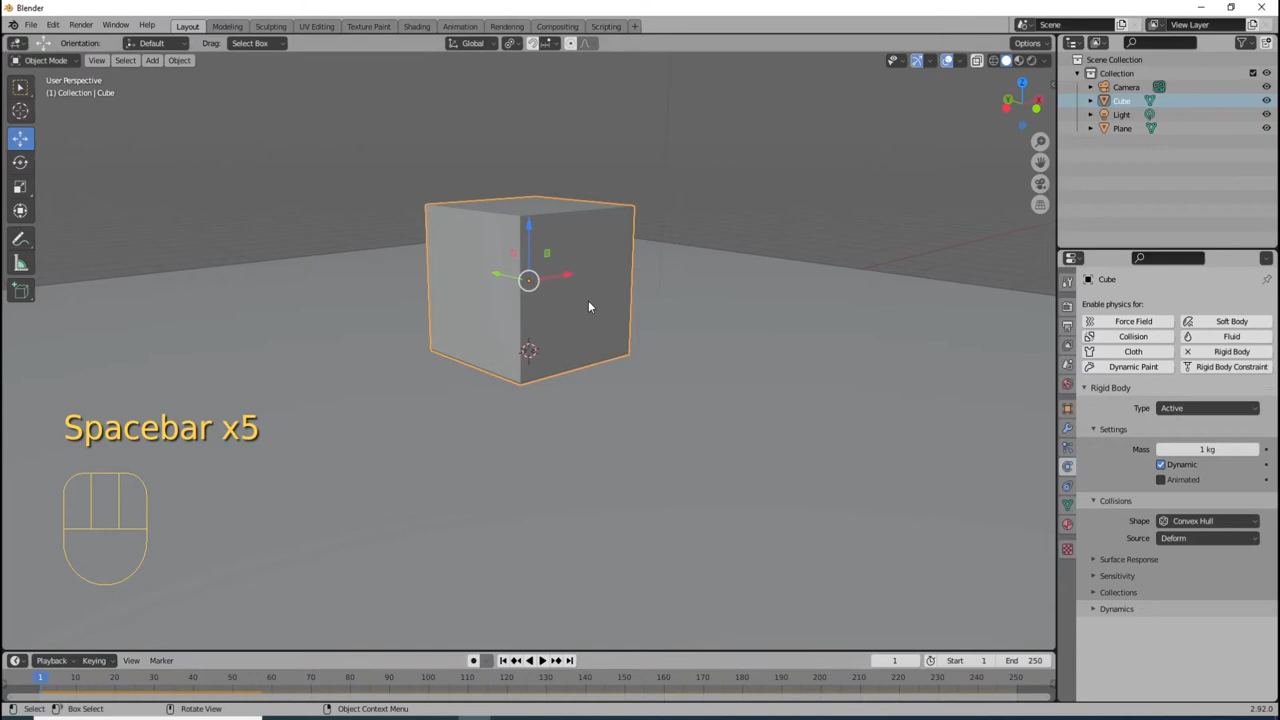 Blender
File Edit Render Window Help Layout Modeling Sculpting UV Editing Texture Paint Shading Animation Rendering Compositing Scripting + Scene View Layer
Orientation: Default Drag: Select Box Global Options
Object Mode View Select Add Object
User Perspective
(1) Collection | Cube
Z
Y
X
Scene Collection
Collection
Camera
Cube
Light
Plane
Cube
Enable physics for:
Force Field Soft Body
Collision Fluid
Cloth Rigid Body
Dynamic Paint Rigid Body Constraint
Rigid Body
Type Active
Settings
Mass 1 kg
Dynamic
Animated
Collisions
Shape Convex Hull
Source Deform
Surface Response
Sensitivity
Collections
Dynamics
Spacebar x5
Playback Keying View Marker 1 Start 1 End 250
1 10 20 30 40 50 60 70 80 90 100 110 120 130 140 150 160 170 180 190 200 210 220 230 240 250
Select Box Select Rotate View Object Context Menu 2.92.0